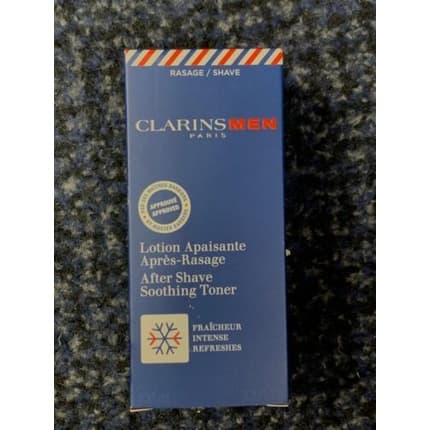 RASAGE / SHAVE
CLARINSMEN
PARIS
APPROUVÉ
APPROVED
Lotion Apaisante
Après-Rasage
After Shave
Soothing Toner
FRAÎCHEUR
INTENSE
REFRESHES